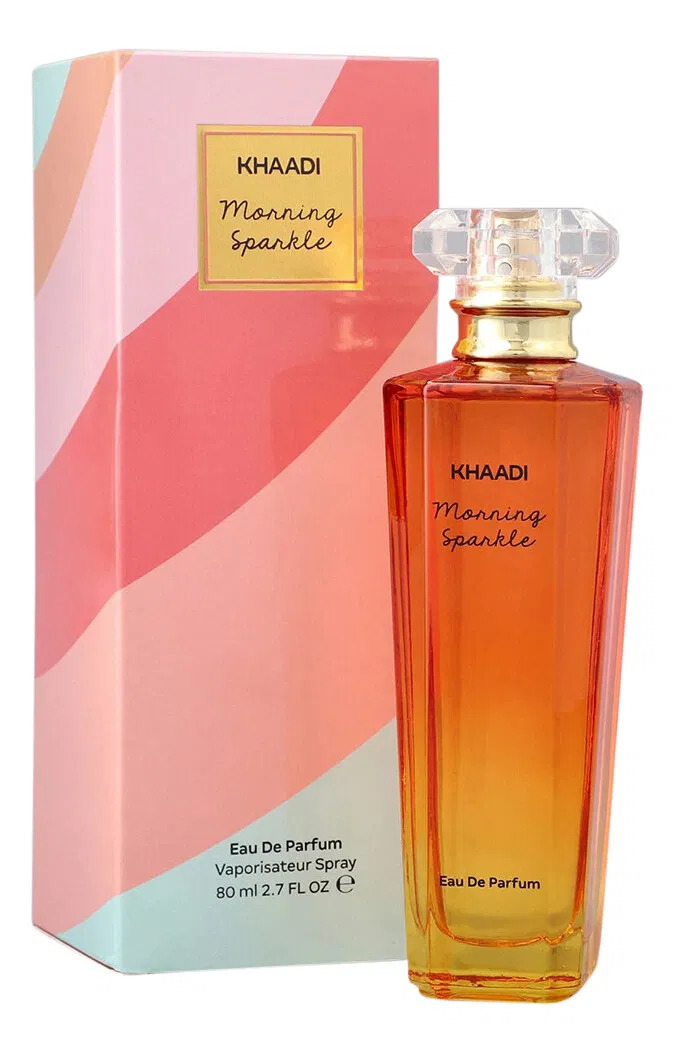 KHAADI
Morning
Sparkle
Eau De Parfum
Vaporisateur Spray
80 ml 2.7 FL OZ ℮
KHAADI
Morning
Sparkle
Eau De Parfum